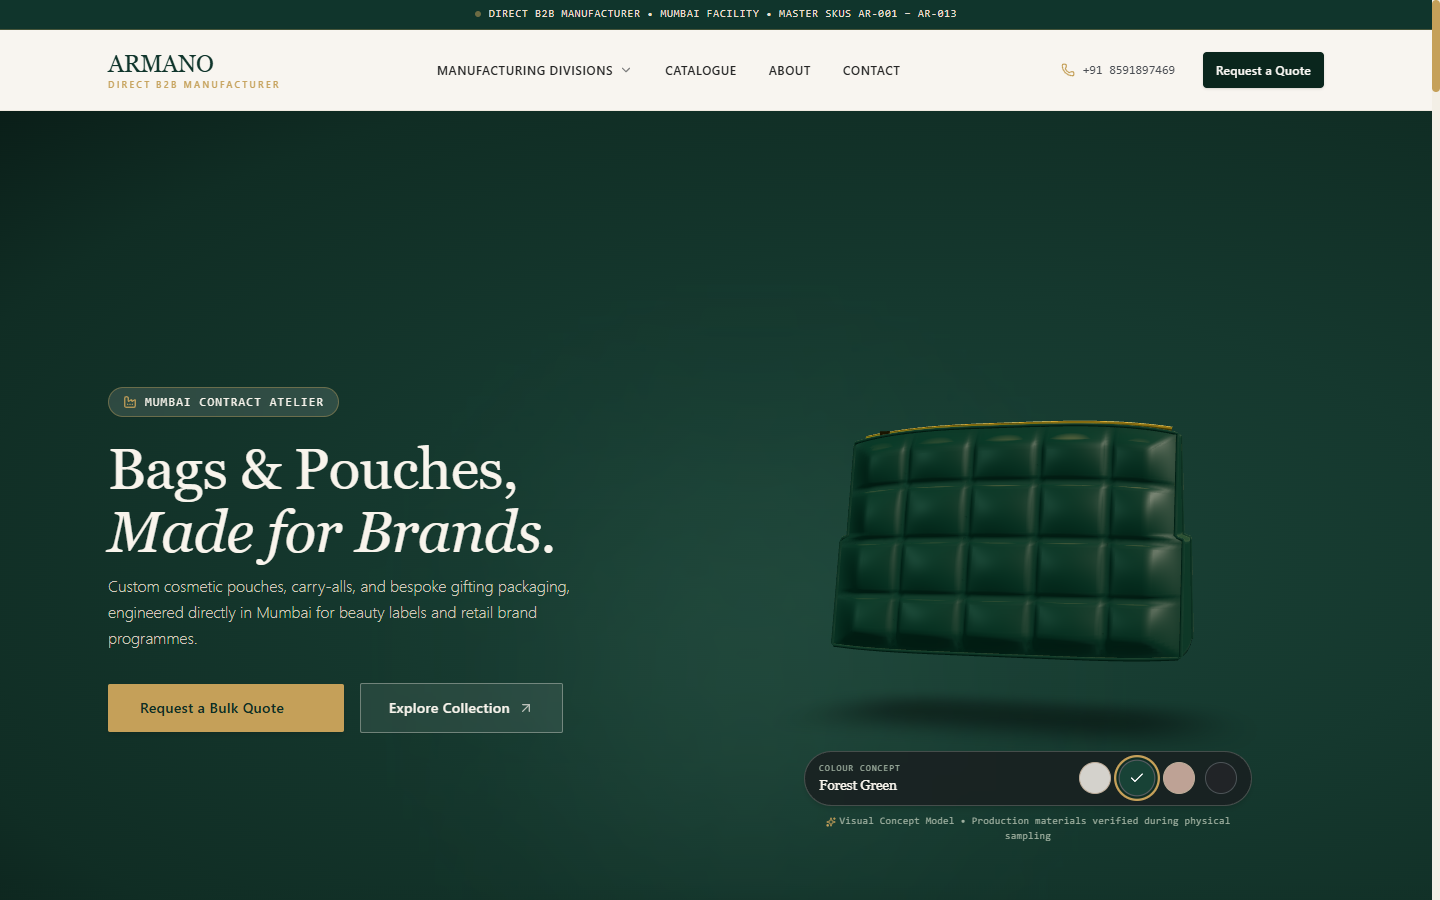 DIRECT B2B MANUFACTURER • MUMBAI FACILITY • MASTER SKUS AR-001 – AR-013
ARMANO
DIRECT B2B MANUFACTURER
MANUFACTURING DIVISIONS
CATALOGUE
ABOUT
CONTACT
+91 8591897469
Request a Quote
MUMBAI CONTRACT ATELIER
Bags & Pouches,
Made for Brands.
Custom cosmetic pouches, carry-alls, and bespoke gifting packaging,
engineered directly in Mumbai for beauty labels and retail brand
programmes.
Request a Bulk Quote
Explore Collection
COLOUR CONCEPT
Forest Green
Visual Concept Model • Production materials verified during physical
sampling